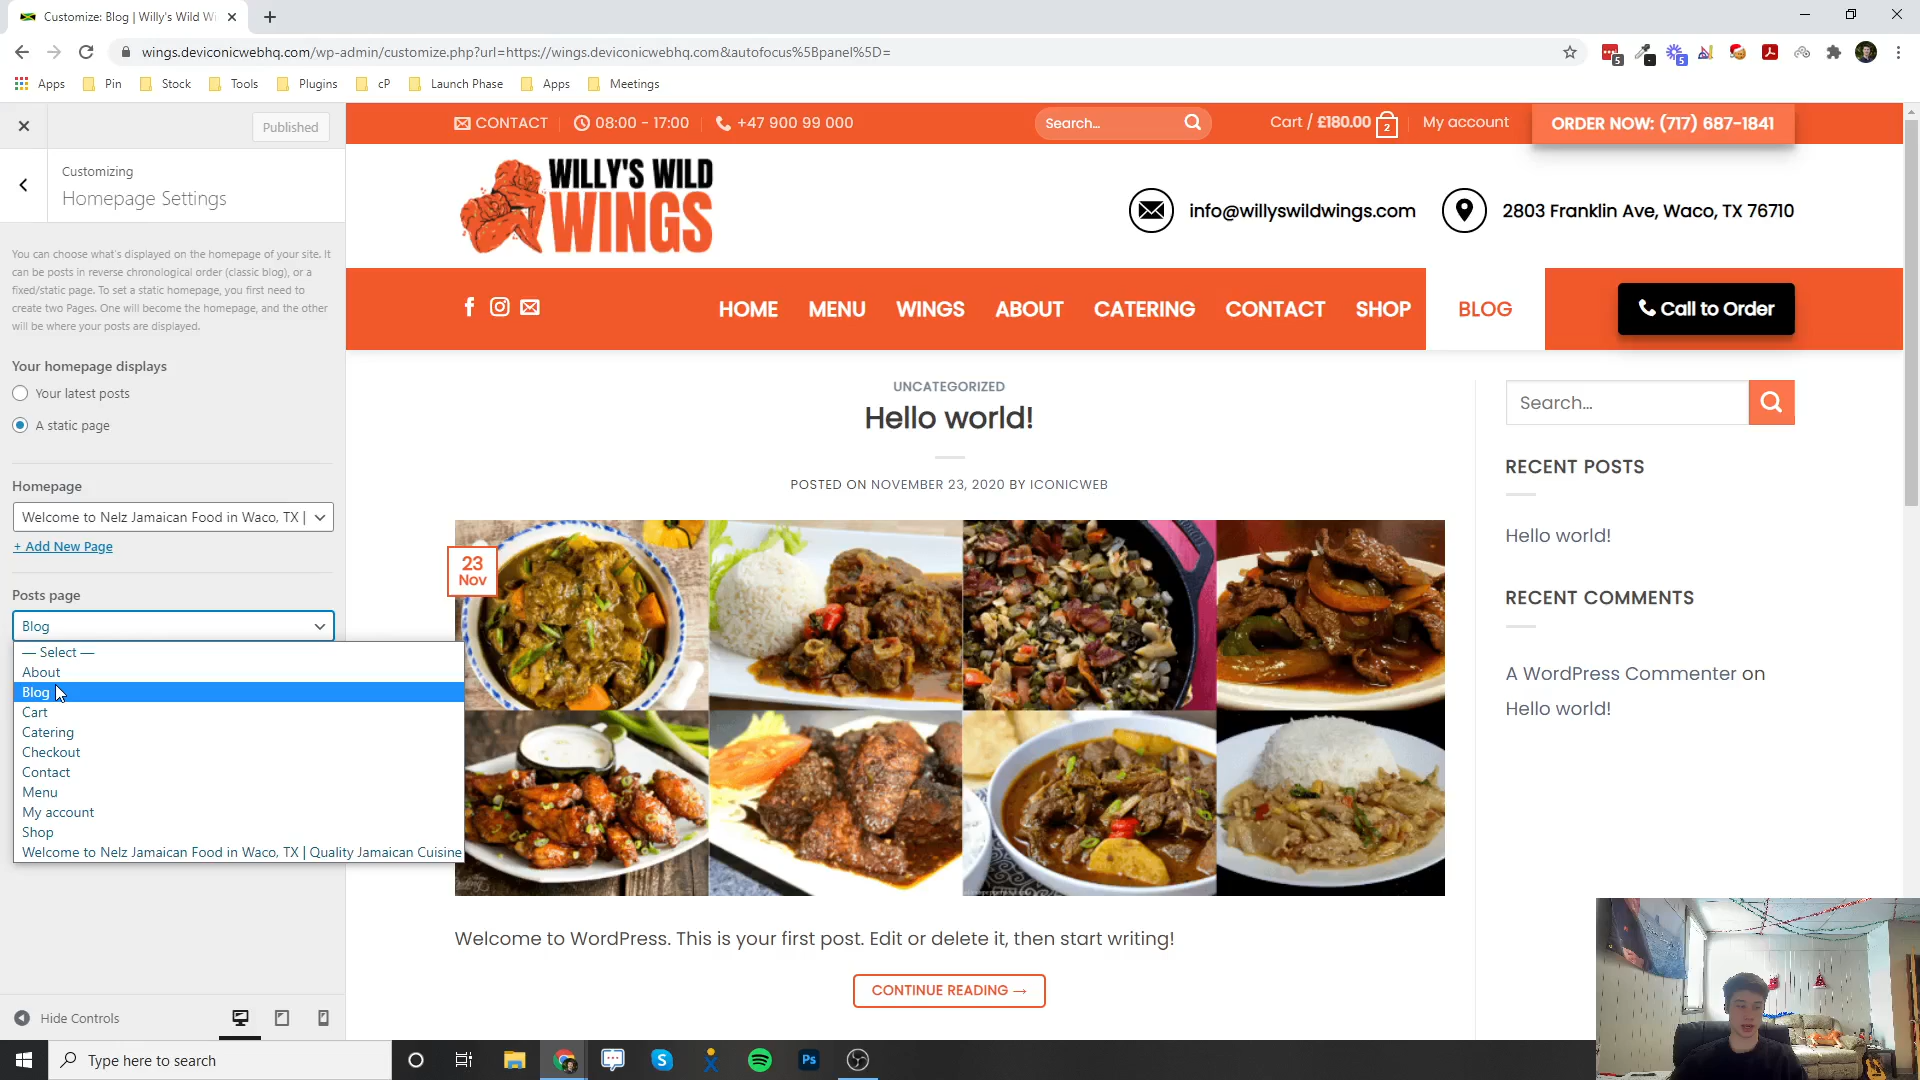 Customize: Blog | Willy's Wild Wi
wings.deviconicwebhq.com/wp-admin/customize.php?url=https://wings.deviconicwebhq.com&autofocus%5Bpanel%5D=
5
5
Apps
Pin
Stock
Tools
Plugins
cP
Launch Phase
Apps
Meetings
Published
Customizing
Homepage Settings
You can choose what's displayed on the homepage of your site. It
can be posts in reverse chronological order (classic blog), or a
fixed/static page. To set a static homepage, you first need to
create two Pages. One will become the homepage, and the other
will be where your posts are displayed.
Your homepage displays
Your latest posts
A static page
Homepage
Welcome to Nelz Jamaican Food in Waco, TX |
+ Add New Page
Posts page
Blog
— Select —
About
Blog
Cart
Catering
Checkout
Contact
Menu
My account
Shop
Welcome to Nelz Jamaican Food in Waco, TX | Quality Jamaican Cuisine
Hide Controls
CONTACT
08:00 - 17:00
+47 900 99 000
Search...
Cart / £180.00
2
My account
ORDER NOW: (717) 687-1841
WILLY'S WILD
WINGS
info@willyswildwings.com
2803 Franklin Ave, Waco, TX 76710
HOME
MENU
WINGS
ABOUT
CATERING
CONTACT
SHOP
BLOG
Call to Order
UNCATEGORIZED
Hello world!
POSTED ON NOVEMBER 23, 2020 BY ICONICWEB
23
Nov
Welcome to WordPress. This is your first post. Edit or delete it, then start writing!
CONTINUE READING →
Search...
RECENT POSTS
Hello world!
RECENT COMMENTS
A WordPress Commenter on
Hello world!
Type here to search
S
Ps